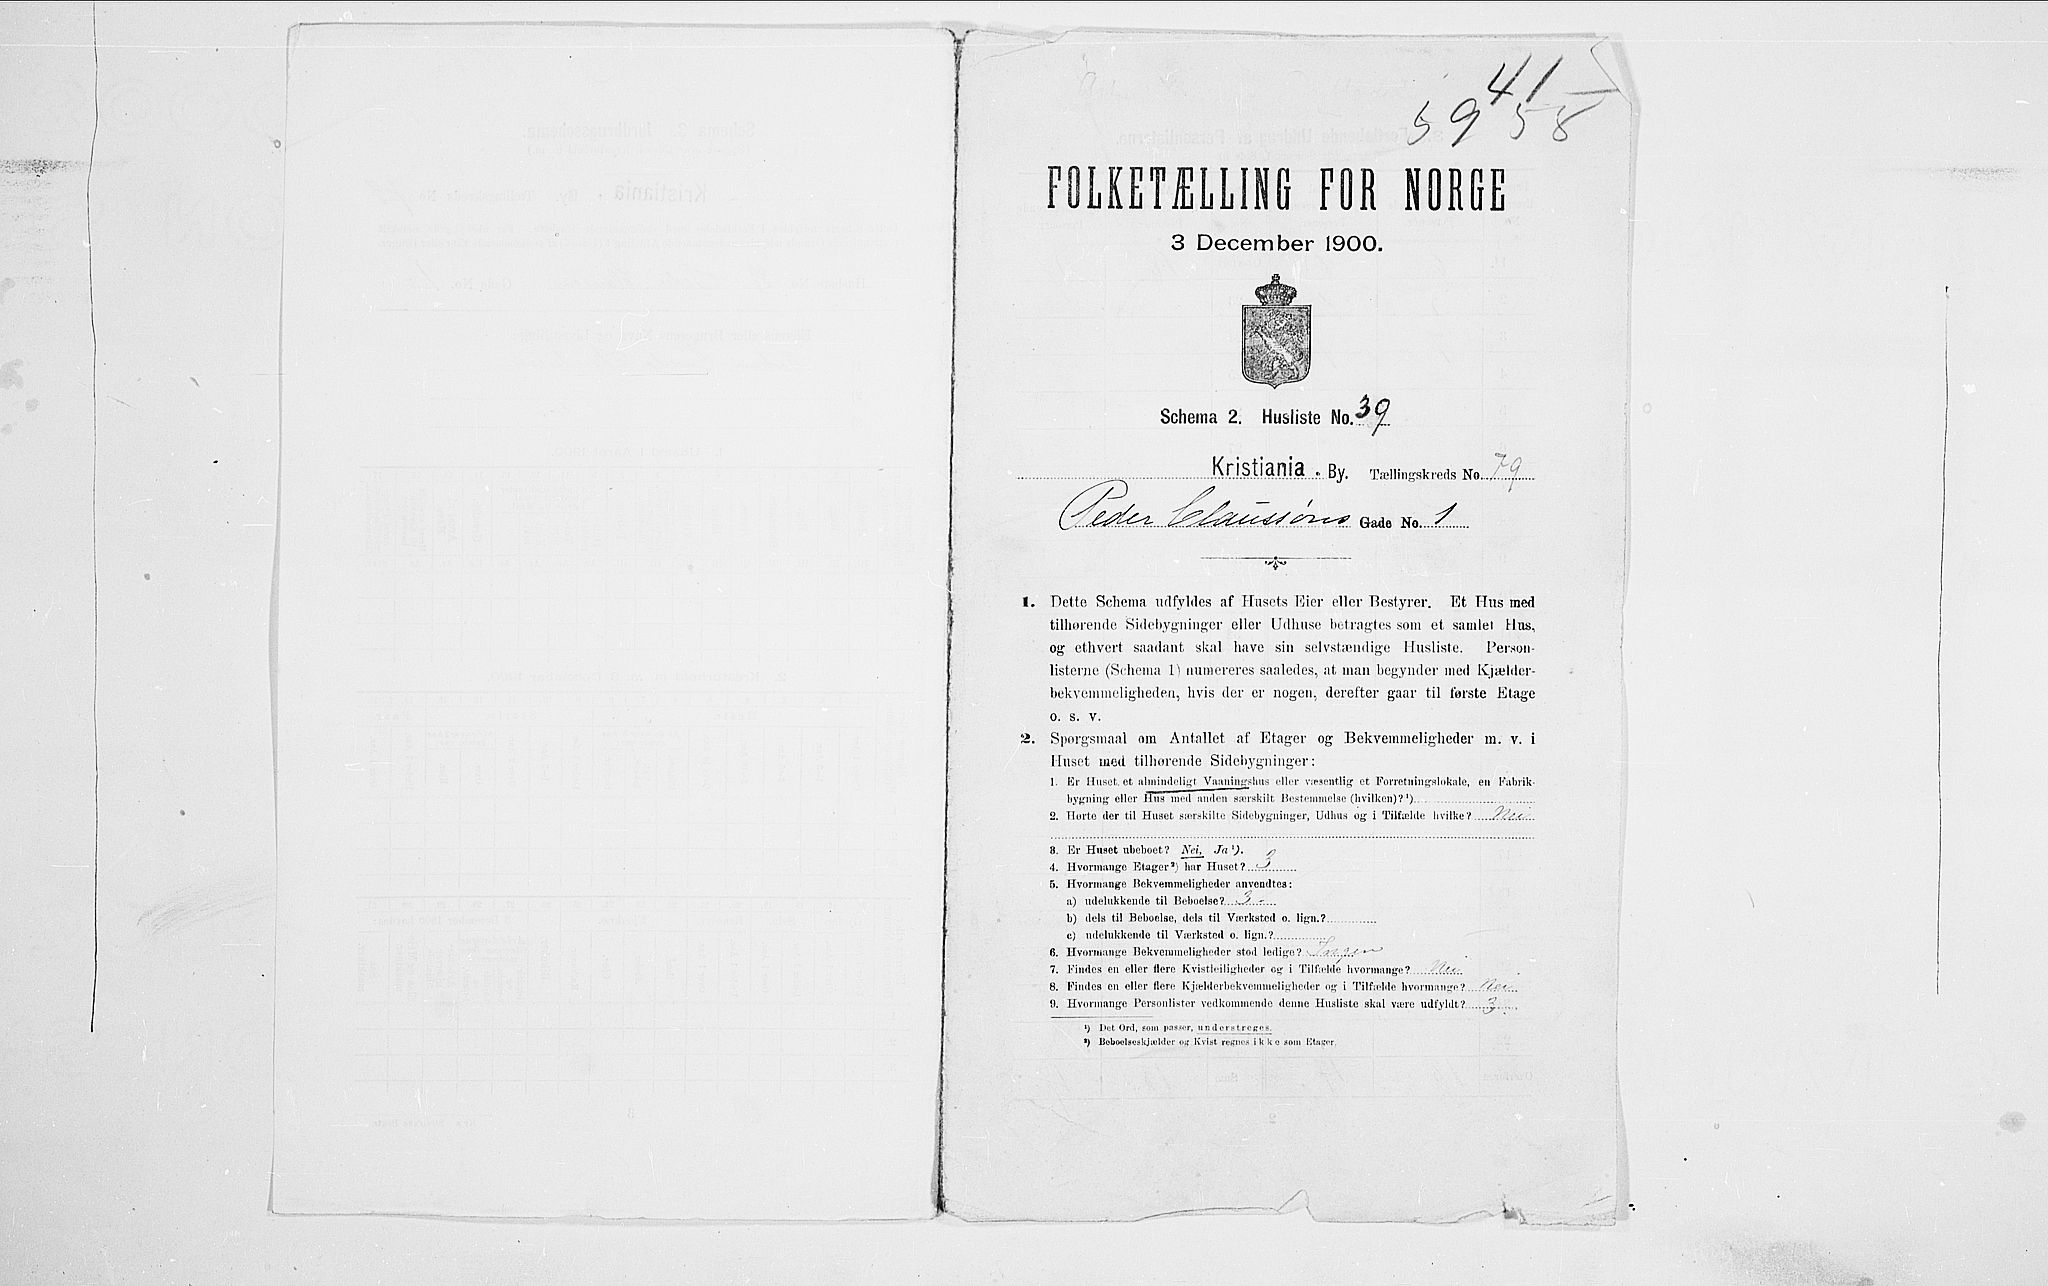 41
5958
FOLKETÆLLING FOR NORGE
3 December 1900.
Schema 2. Husliste No. 39
Kristiania. By. Tællingskreds No. 79
Peder Claussøns Gade No. 1
1. Dette Schema udfyldes af Husets Eier eller Bestyrer. Et Hus med
tilhørende Sidebygninger eller Udhuse betragtes som et samlet Hus,
og ethvert saadant skal have sin selvstændige Husliste. Person-
listerne (Schema 1) numereres saaledes, at man begynder med Kjælder-
bekvemmeligheden, hvis der er nogen, derefter gaar til første Etage
o. s. v.
2. Spørgsmaal om Antallet af Etager og Bekvemmeligheder m. v. i
Huset med tilhørende Sidebygninger:
1. Er Huset et almindeligt Vaaningshus eller væsentlig et Forretningslokale, en Fabrik-
bygning eller Hus med anden særskilt Bestemmelse (hvilken)?¹)
2. Hørte der til Huset særskilte Sidebygninger, Udhus og i Tilfælde hvilke? Nei
3. Er Huset ubeboet? Nei, Ja¹).
4. Hvormange Etager²) har Huset? 3
5. Hvormange Bekvemmeligheder anvendtes:
a) udelukkende til Beboelse? 3 -
b) dels til Beboelse, dels til Værksted o. lign.?
c) udelukkende til Værksted o. lign.?
6. Hvormange Bekvemmeligheder stod ledige? Ingen
7. Findes en eller flere Kvistleiligheder og i Tilfælde hvormange? Nei
8. Findes en eller flere Kjælderbekvemmeligheder og i Tilfælde hvormange? Nei
9. Hvormange Personlister vedkommende denne Husliste skal være udfyldt? 3
¹) Det Ord, som passer, understreges.
²) Beboelseskjælder og Kvist regnes ikke som Etager.